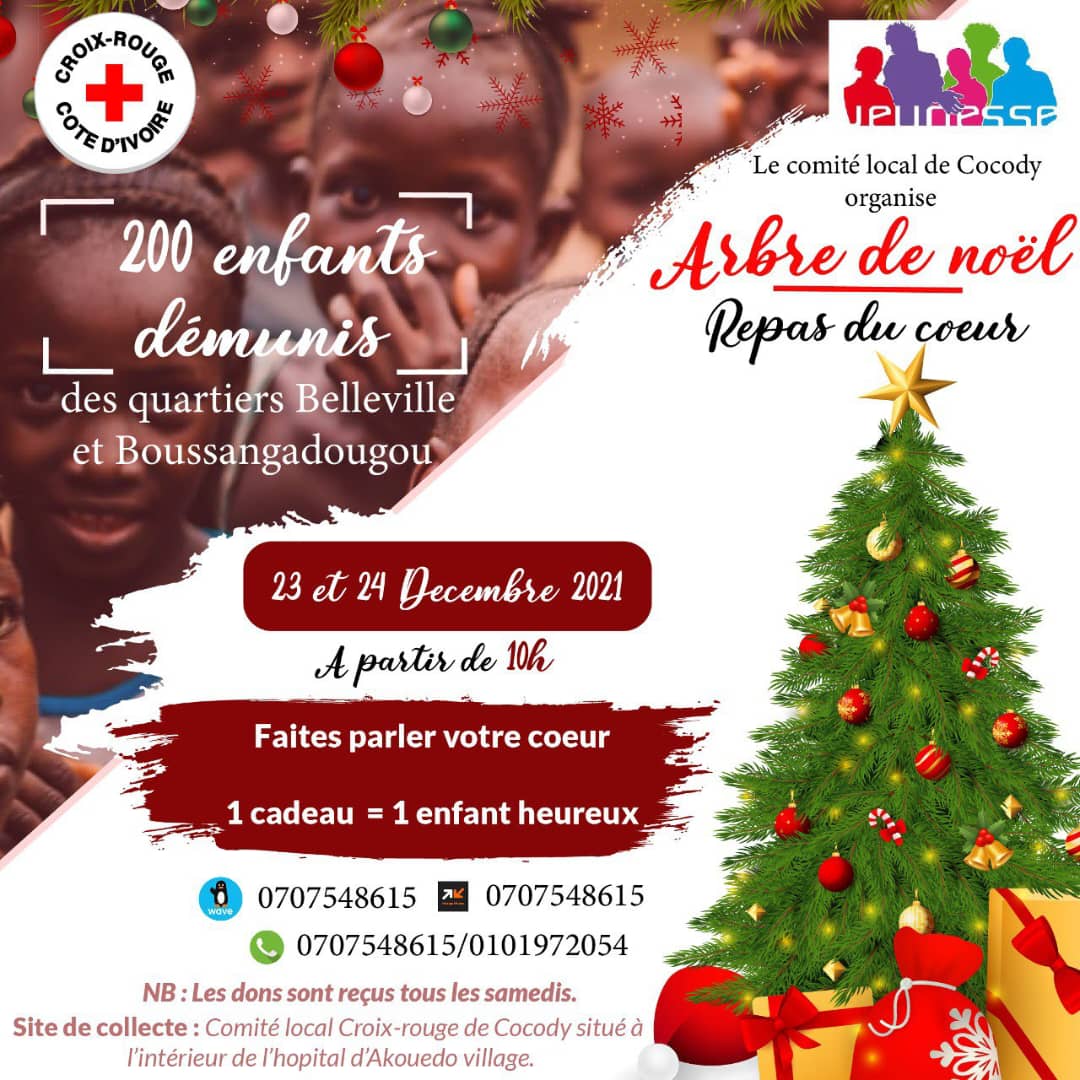 CROIX-ROUGE
COTE D'IVOIRE
JEUNESSE
Le comité local de Cocody
organise
Arbre de noël
Repas du coeur
200 enfants
démunis
des quartiers Belleville
et Boussangadougou
23 et 24 Decembre 2021
A partir de 10h
Faites parler votre coeur
1 cadeau = 1 enfant heureux
wave 0707548615 0707548615
0707548615/0101972054
NB : Les dons sont reçus tous les samedis.
Site de collecte : Comité local Croix-rouge de Cocody situé à
l'intérieur de l'hopital d'Akouedo village.